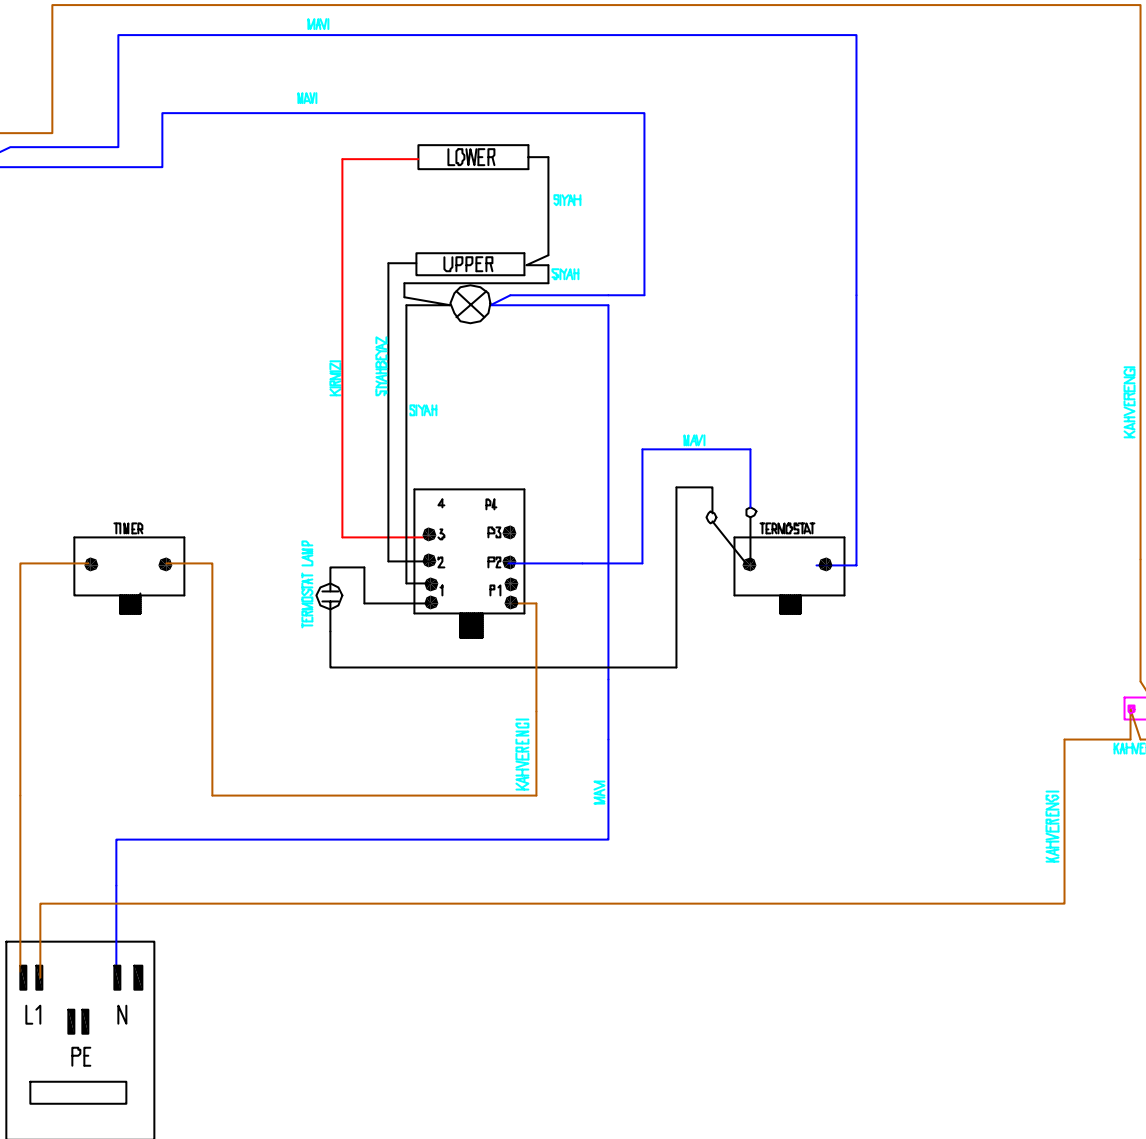 MAVI
MAVI
LOWER
SIYAH
UPPER
SIYAH
KIRMIZI
SIYAHBEYAZ
SIYAH
KAHVERENGI
MAVI
4 P4
3 P3
2 P2
1 P1
TIMER
TERMOSTAT LAMP
TERMOSTAT
KAHVERENGI
MAVI
KAHVE
KAHVERENGI
L1 N
PE